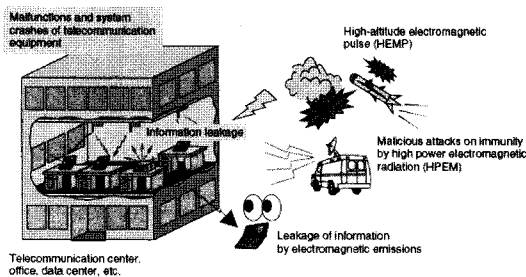 Malfunctions and system
crashes of telecommunication
equipment
High-altitude electromagnetic
pulse (HEMP)
Information leakage
Malicious attacks on immunity
by high power electromagnetic
radiation (HPEM)
Leakage of information
by electromagnetic emissions
Telecommunication center,
office, data center, etc.